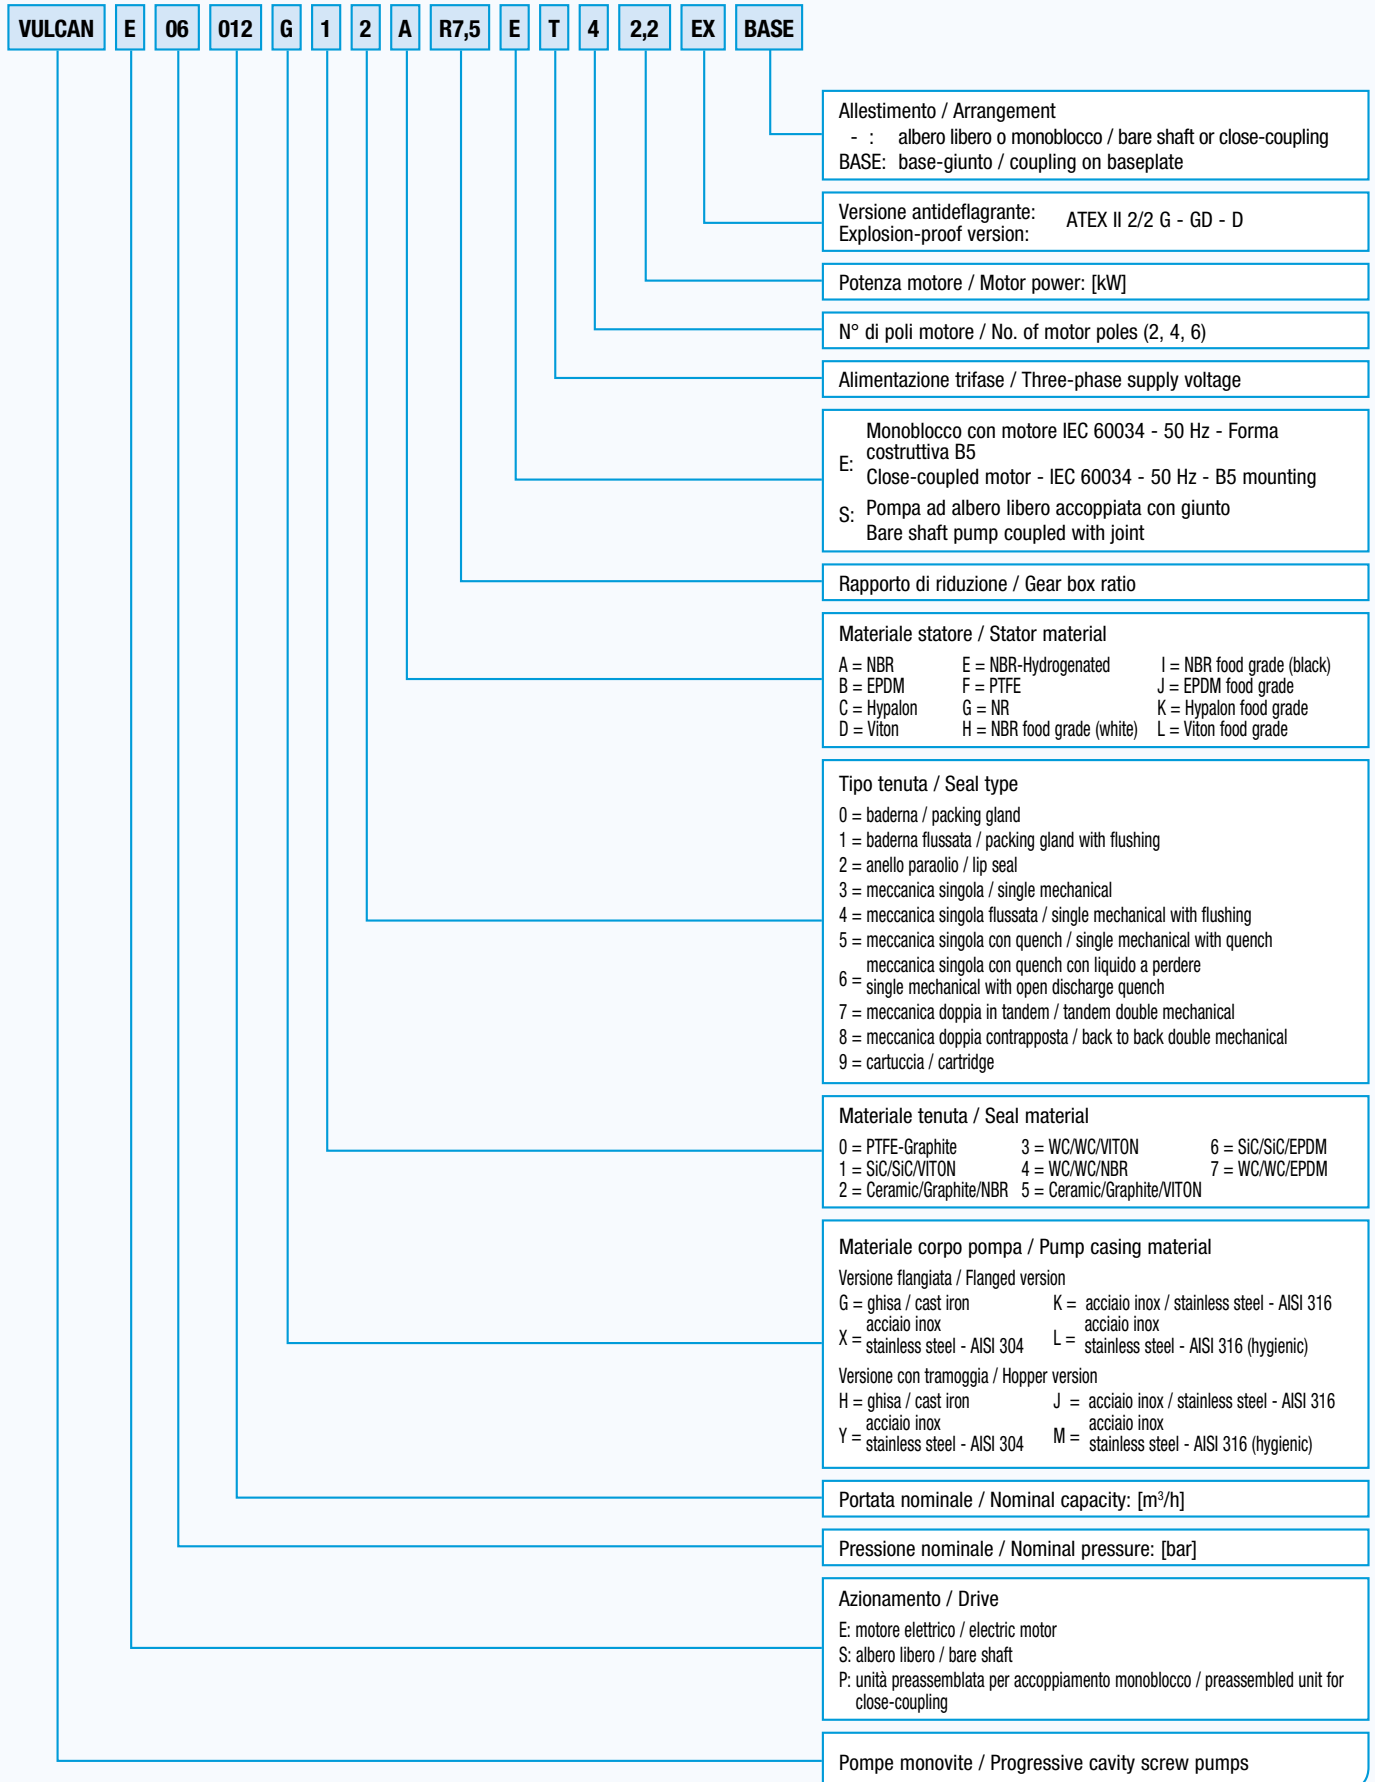 VULCAN E 06 012 G 1 2 A R7,5 E T 4 2,2 EX BASE
Allestimento / Arrangement
- : albero libero o monoblocco / bare shaft or close-coupling
BASE: base-giunto / coupling on baseplate
Versione antideflagrante:
Explosion-proof version:
ATEX II 2/2 G - GD - D
Potenza motore / Motor power: [kW]
N° di poli motore / No. of motor poles (2, 4, 6)
Alimentazione trifase / Three-phase supply voltage
E: Monoblocco con motore IEC 60034 - 50 Hz - Forma
costruttiva B5
Close-coupled motor - IEC 60034 - 50 Hz - B5 mounting
S: Pompa ad albero libero accoppiata con giunto
Bare shaft pump coupled with joint
Rapporto di riduzione / Gear box ratio
Materiale statore / Stator material
A = NBR E = NBR-Hydrogenated I = NBR food grade (black)
B = EPDM F = PTFE J = EPDM food grade
C = Hypalon G = NR K = Hypalon food grade
D = Viton H = NBR food grade (white) L = Viton food grade
Tipo tenuta / Seal type
0 = baderna / packing gland
1 = baderna flussata / packing gland with flushing
2 = anello paraolio / lip seal
3 = meccanica singola / single mechanical
4 = meccanica singola flussata / single mechanical with flushing
5 = meccanica singola con quench / single mechanical with quench
6 = meccanica singola con quench con liquido a perdere
single mechanical with open discharge quench
7 = meccanica doppia in tandem / tandem double mechanical
8 = meccanica doppia contrapposta / back to back double mechanical
9 = cartuccia / cartridge
Materiale tenuta / Seal material
0 = PTFE-Graphite 3 = WC/WC/VITON 6 = SiC/SiC/EPDM
1 = SiC/SiC/VITON 4 = WC/WC/NBR 7 = WC/WC/EPDM
2 = Ceramic/Graphite/NBR 5 = Ceramic/Graphite/VITON
Materiale corpo pompa / Pump casing material
Versione flangiata / Flanged version
G = ghisa / cast iron K = acciaio inox / stainless steel - AISI 316
X = acciaio inox
stainless steel - AISI 304
L = acciaio inox
stainless steel - AISI 316 (hygienic)
Versione con tramoggia / Hopper version
H = ghisa / cast iron J = acciaio inox / stainless steel - AISI 316
Y = acciaio inox
stainless steel - AISI 304
M = acciaio inox
stainless steel - AISI 316 (hygienic)
Portata nominale / Nominal capacity: [m³/h]
Pressione nominale / Nominal pressure: [bar]
Azionamento / Drive
E: motore elettrico / electric motor
S: albero libero / bare shaft
P: unità preassemblata per accoppiamento monoblocco / preassembled unit for
close-coupling
Pompe monovite / Progressive cavity screw pumps